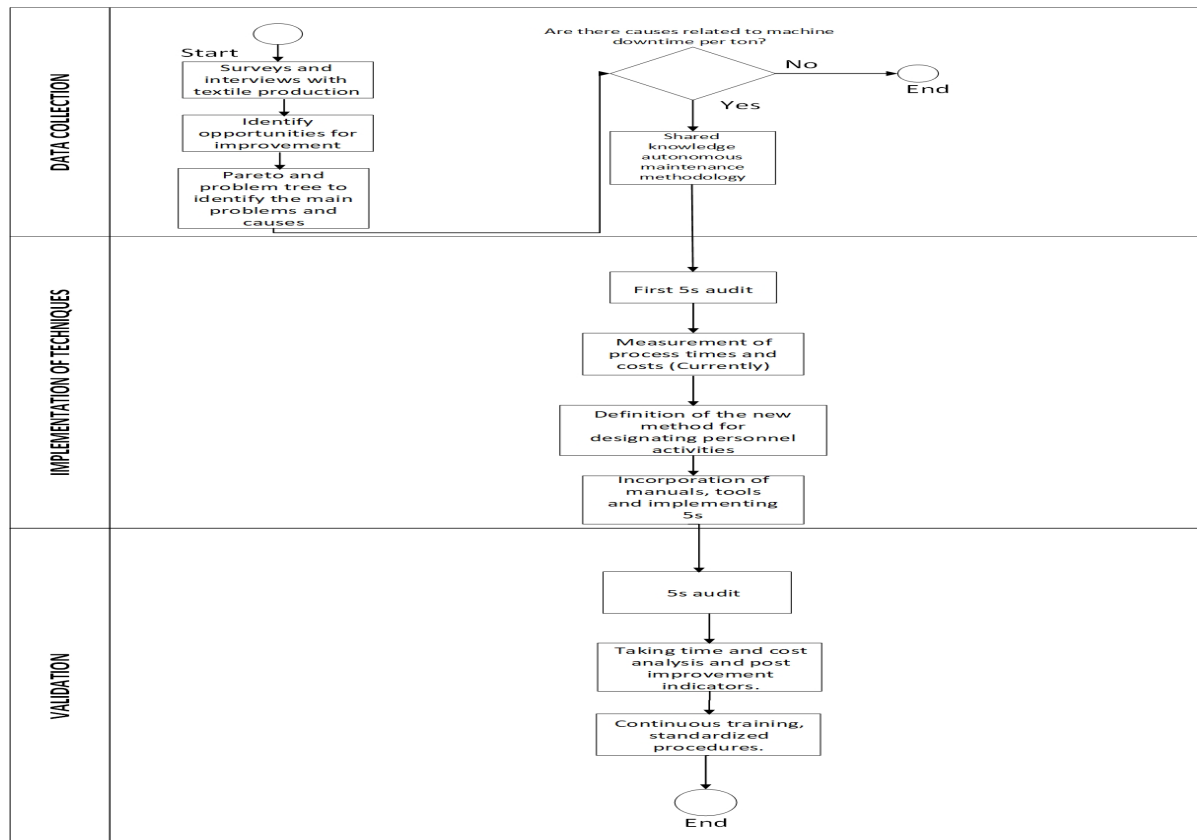 DATA COLLECTION
Start
Surveys and
interviews with
textile production
Identify
opportunities for
improvement
Pareto and
problem tree to
identify the main
problems and
causes
Are there causes related to machine
downtime per ton?
No
End
Yes
Shared
knowledge
autonomous
maintenance
methodology
IMPLEMENTATION OF TECHNIQUES
First 5s audit
Measurement of
process times and
costs (Currently)
Definition of the new
method for
designating personnel
activities
Incorporation of
manuals, tools
and implementing
5s
VALIDATION
5s audit
Taking time and cost
analysis and post
improvement
indicators.
Continuous training,
standardized
procedures.
End